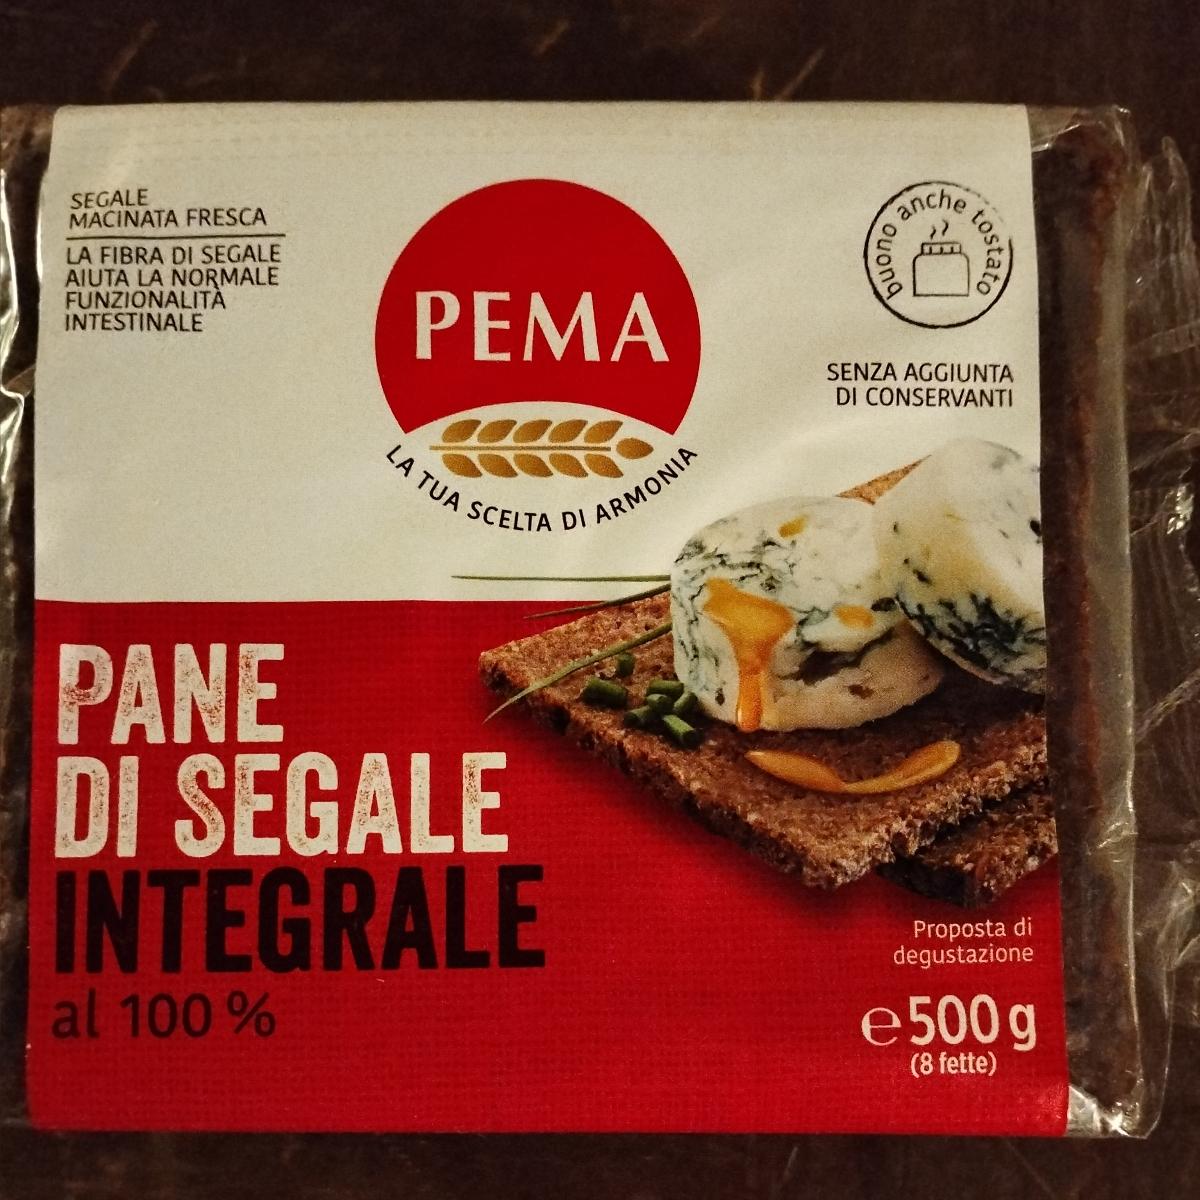 SEGALE
MACINATA FRESCA
LA FIBRA DI SEGALE
AIUTA LA NORMALE
FUNZIONALITÀ
INTESTINALE
PEMA
LA TUA SCELTA DI ARMONIA
buono anche tostato
SENZA AGGIUNTA
DI CONSERVANTI
PANE
DI SEGALE
INTEGRALE
al 100 %
Proposta di
degustazione
℮ 500 g
(8 fette)